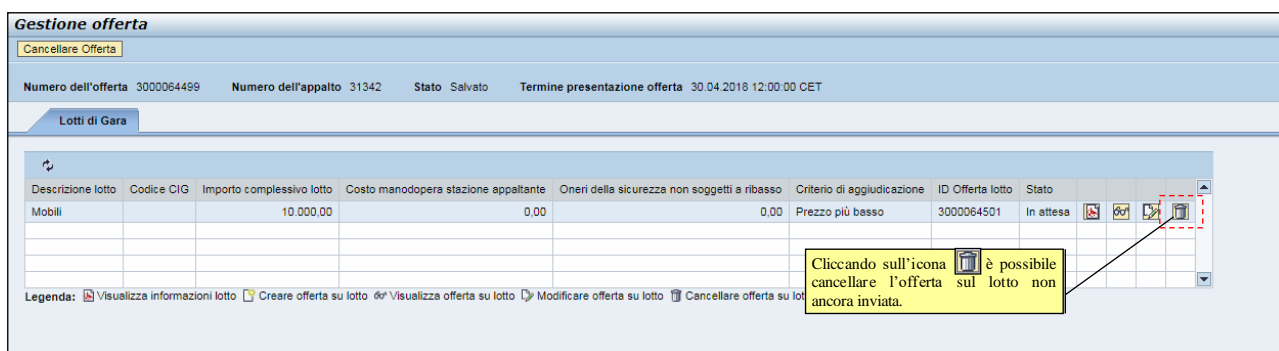 Gestione offerta
Cancellare Offerta
Numero dell'offerta 3000064499 Numero dell'appalto 31342 Stato Salvato Termine presentazione offerta 30.04.2018 12:00:00 CET
Lotti di Gara
Descrizione lotto Codice CIG Importo complessivo lotto Costo manodopera stazione appaltante Oneri della sicurezza non soggetti a ribasso Criterio di aggiudicazione ID Offerta lotto Stato
Mobili 10.000,00 0,00 0,00 Prezzo più basso 3000064501 In attesa
Cliccando sull'icona è possibile
cancellare l'offerta sul lotto non
ancora inviata.
Legenda: Visualizza informazioni lotto Creare offerta su lotto Visualizza offerta su lotto Modificare offerta su lotto Cancellare offerta su lot